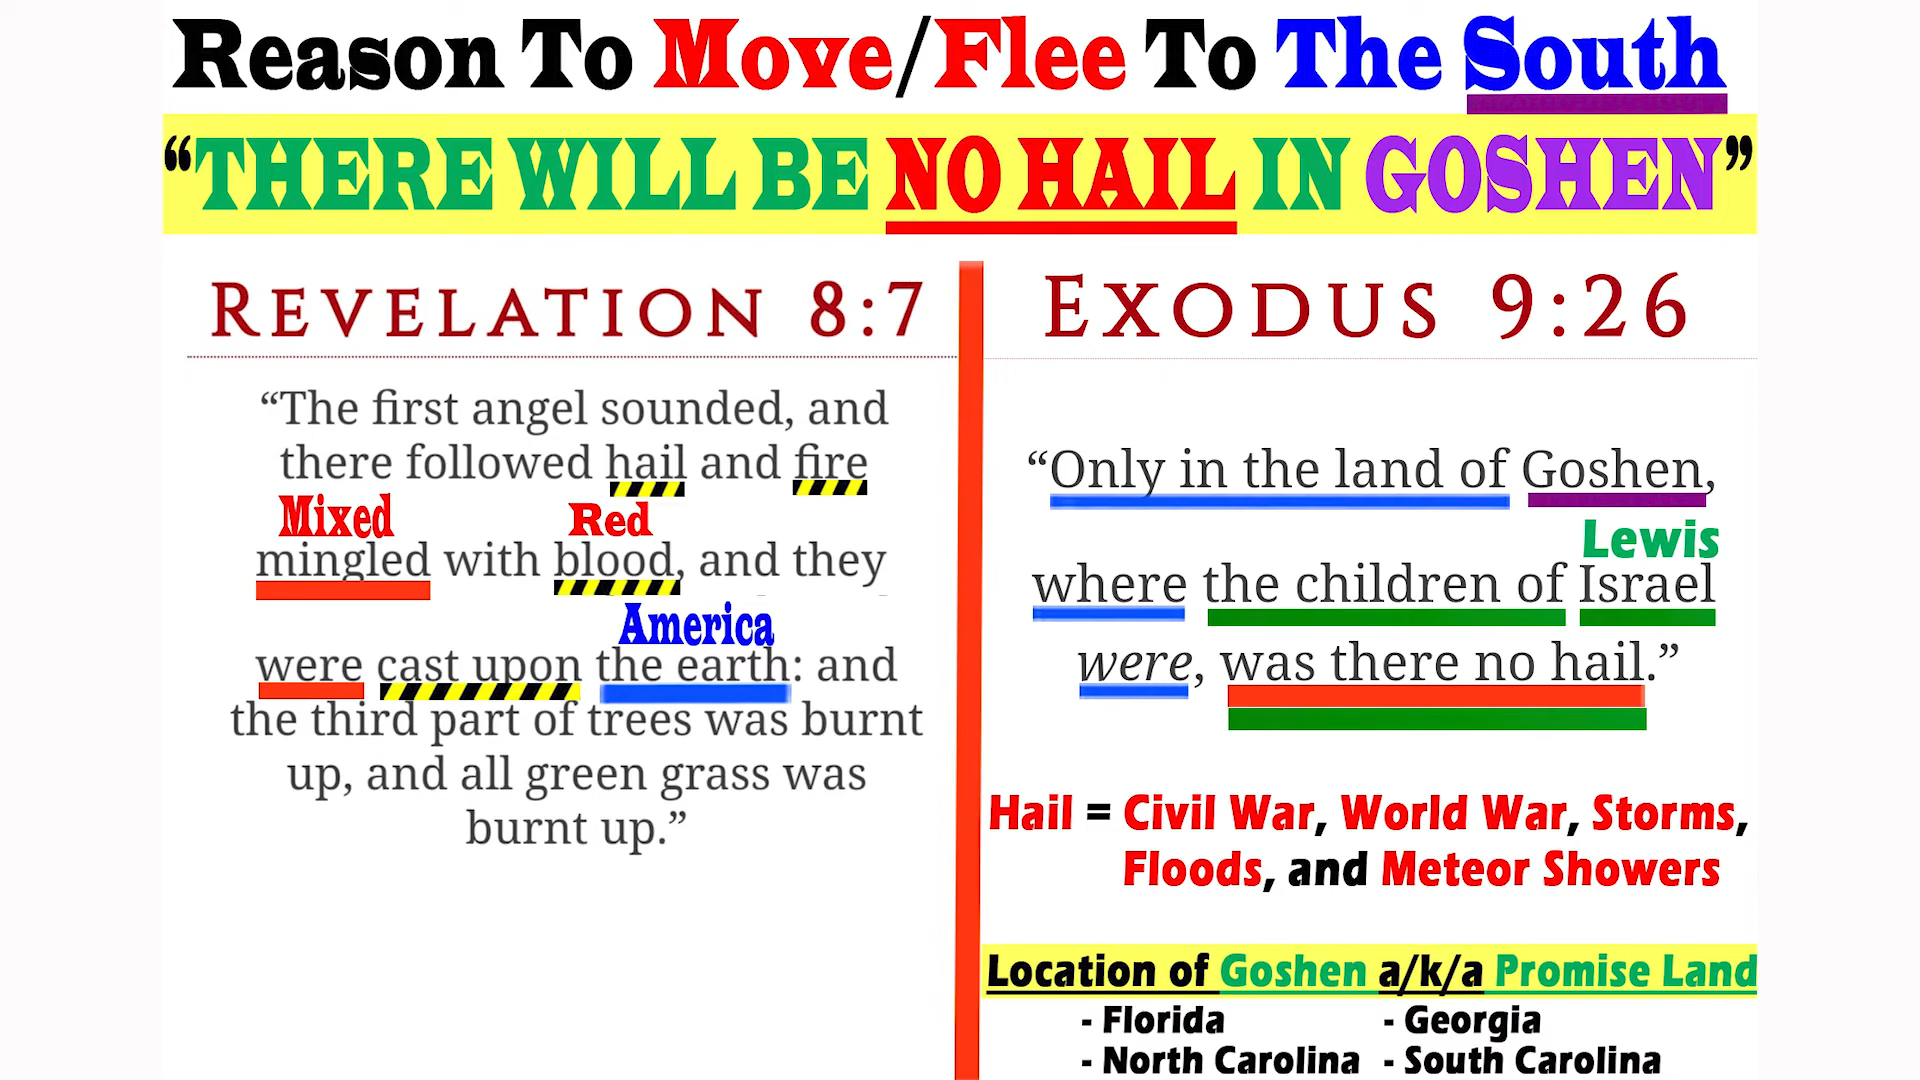 Reason To Move/Flee To The South
“THERE WILL BE NO HAIL IN GOSHEN”
REVELATION 8:7
“The first angel sounded, and
there followed hail and fire
Mixed Red
mingled with blood, and they
America
were cast upon the earth: and
the third part of trees was burnt
up, and all green grass was
burnt up.”
EXODUS 9:26
“Only in the land of Goshen,
Lewis
where the children of Israel
were, was there no hail.”
Hail = Civil War, World War, Storms,
Floods, and Meteor Showers
Location of Goshen a/k/a Promise Land
- Florida - Georgia
- North Carolina - South Carolina